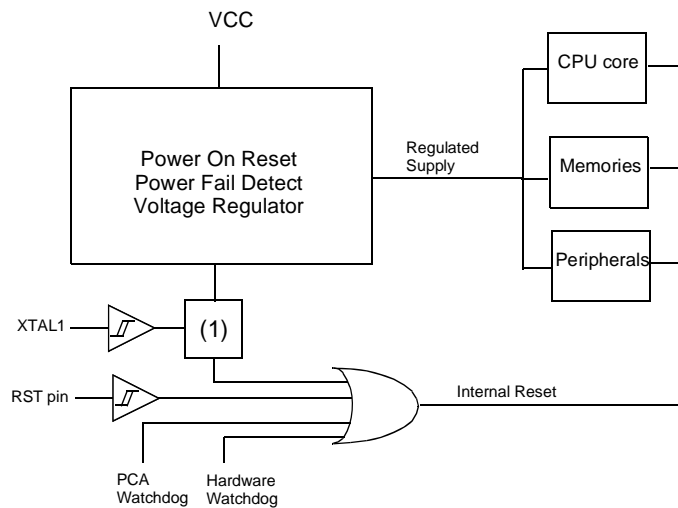 VCC
CPU core
Power On Reset
Power Fail Detect
Voltage Regulator
Regulated
Supply
Memories
Peripherals
XTAL1
(1)
RST pin
Internal Reset
PCA
Watchdog
Hardware
Watchdog